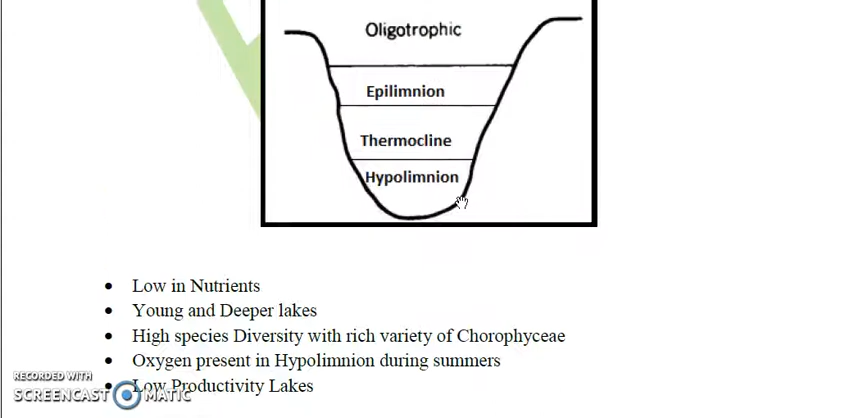 Oligotrophic
Epilimnion
Thermocline
Hypolimnion
• Low in Nutrients
• Young and Deeper lakes
• High species Diversity with rich variety of Chorophyceae
• Oxygen present in Hypolimnion during summers
• Low Productivity Lakes
RECORDED WITH
SCREENCAST MATIC